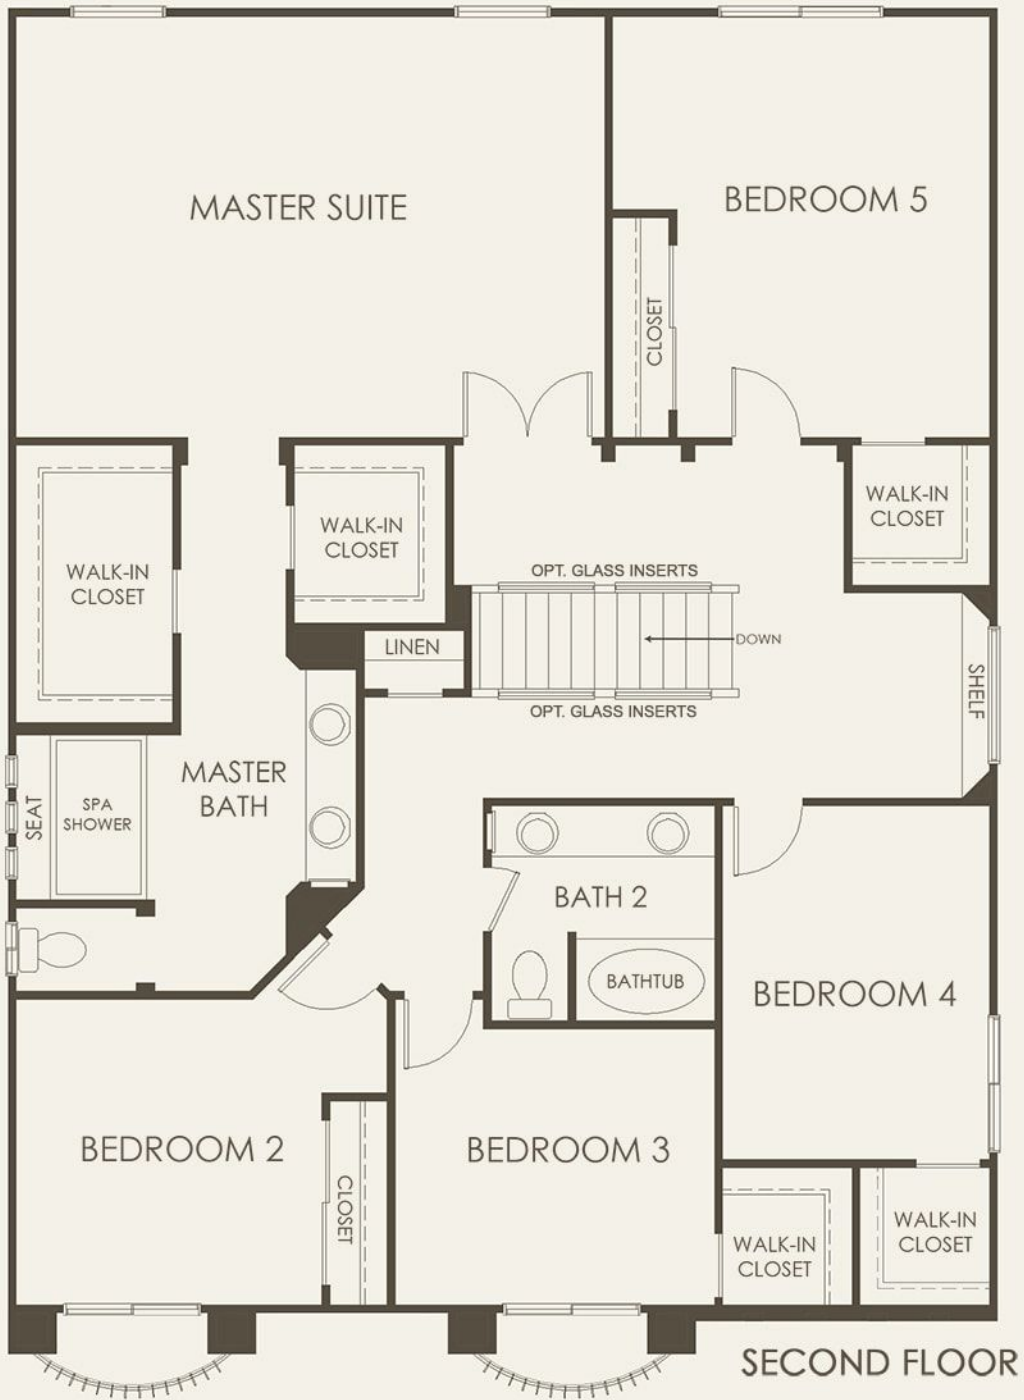 MASTER SUITE
BEDROOM 5
CLOSET
WALK-IN
CLOSET
WALK-IN
CLOSET
WALK-IN
CLOSET
OPT. GLASS INSERTS
LINEN
DOWN
SHELF
OPT. GLASS INSERTS
MASTER
BATH
SEAT
SPA
SHOWER
BATH 2
BATHTUB
BEDROOM 4
BEDROOM 2
BEDROOM 3
CLOSET
WALK-IN
CLOSET
WALK-IN
CLOSET
SECOND FLOOR